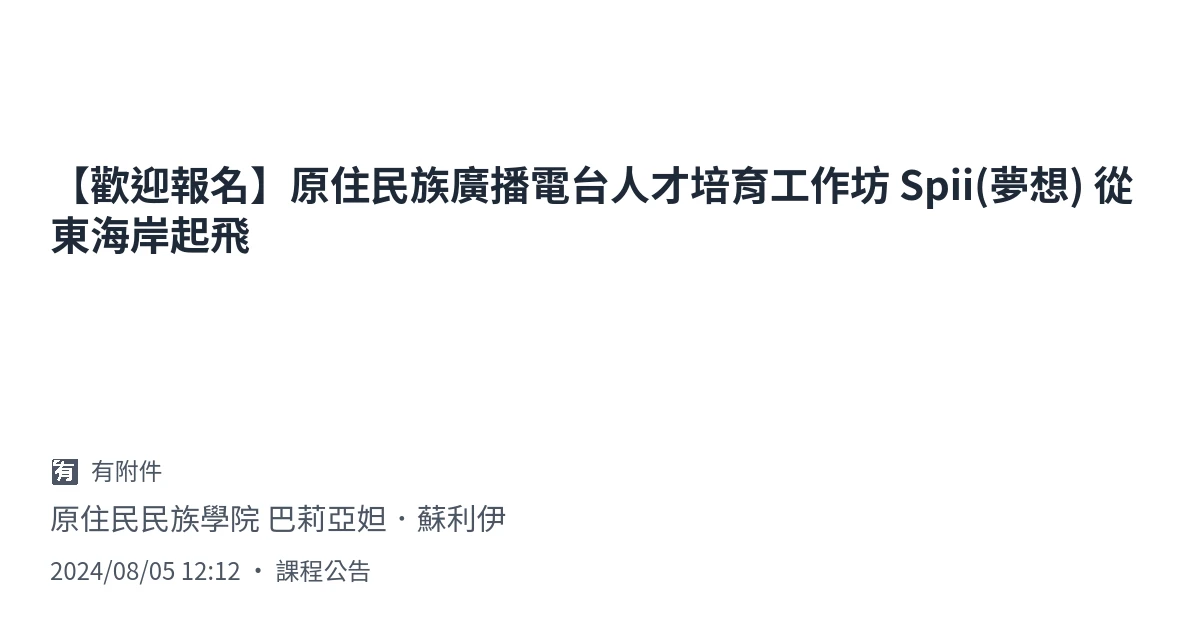 【歡迎報名】原住民族廣播電台人才培育工作坊 Spii(夢想) 從
東海岸起飛
有 有附件
原住民民族學院 巴莉亞妲・蘇利伊
2024/08/05 12:12 ・ 課程公告